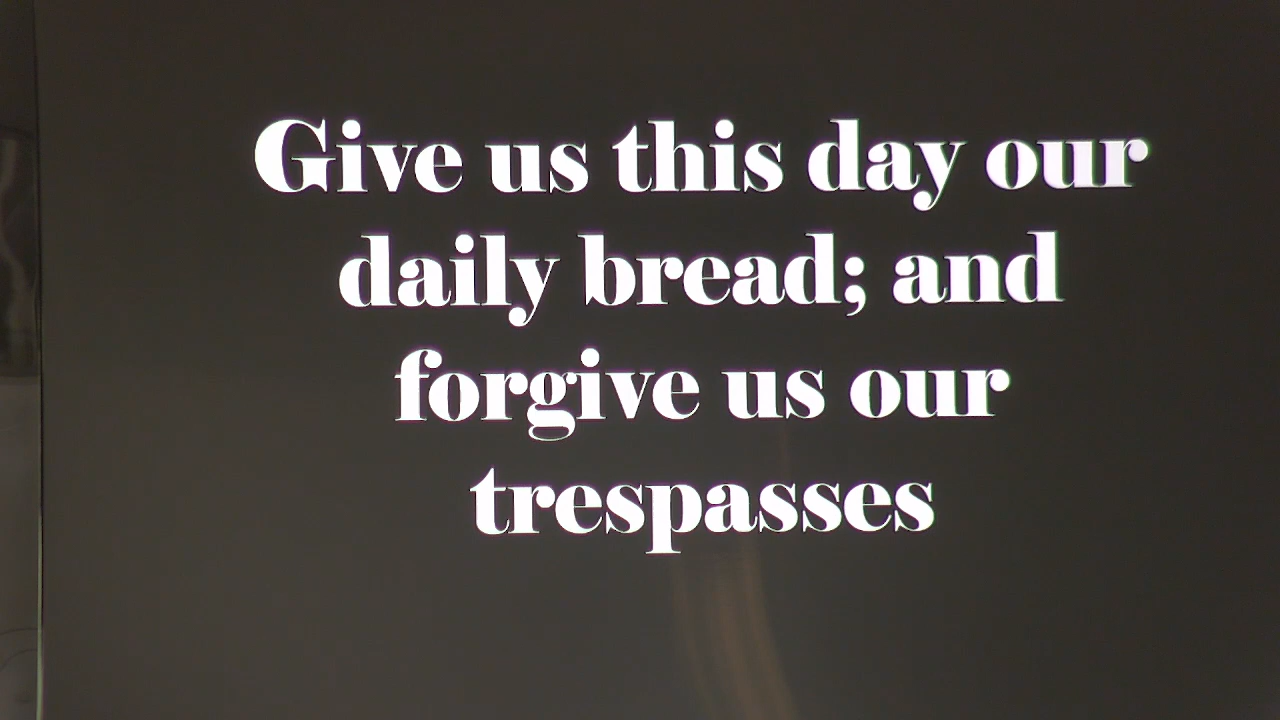 Give us this day our
daily bread; and
forgive us our
trespasses